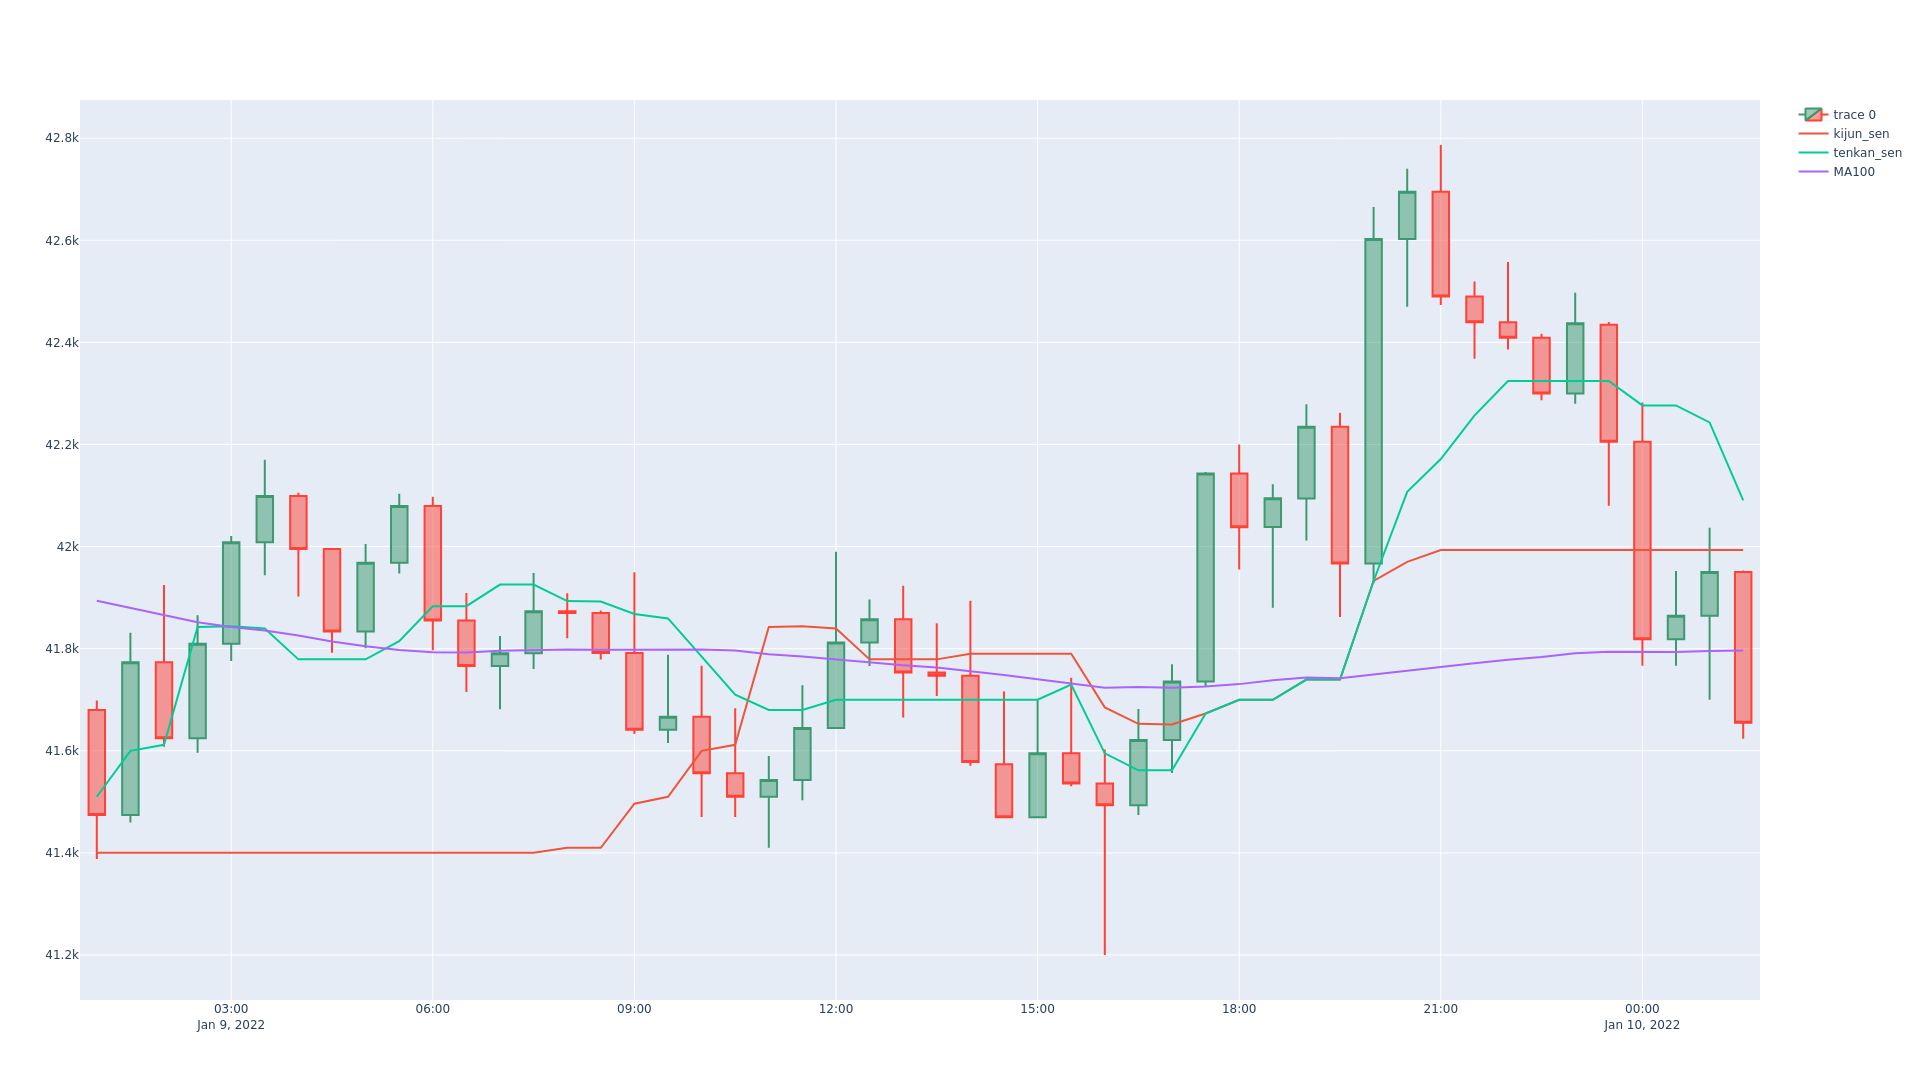 42.8k
42.6k
42.4k
42.2k
42k
41.8k
41.6k
41.4k
41.2k
03:00 06:00 09:00 12:00 15:00 18:00 21:00 00:00
Jan 9, 2022 Jan 10, 2022
trace 0
kijun_sen
tenkan_sen
MA100